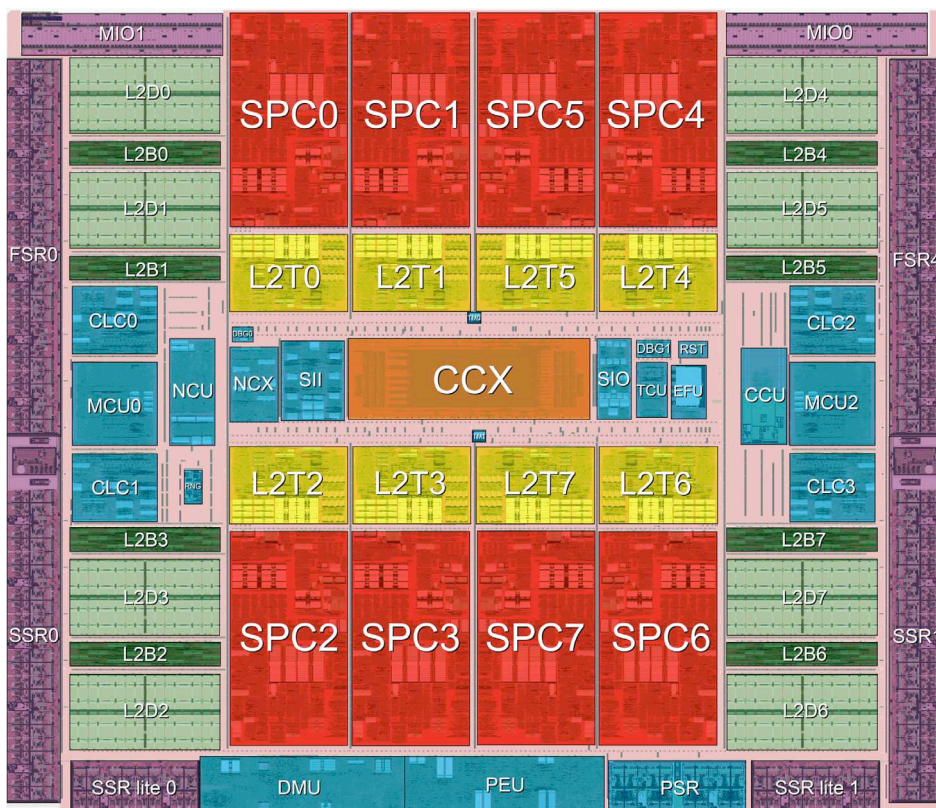 MIO1
MIO0
L2D0
SPC0 SPC1 SPC5 SPC4
L2D4
L2B0
L2B4
L2D1
L2D5
FSR0
FSR4
L2B1
L2T0 L2T1 L2T5 L2T4
L2B5
CLC0
CLC2
DBG0
DBG1 RST
NCU
NCX
SII
CCX
SIO
TCU
EFU
CCU
MCU0
MCU2
CLC1
RNG
L2T2 L2T3 L2T7 L2T6
CLC3
L2B3
L2B7
L2D3
L2D7
SSR0
SPC2 SPC3 SPC7 SPC6
SSR1
L2B2
L2B6
L2D2
L2D6
SSR lite 0
DMU
PEU
PSR
SSR lite 1